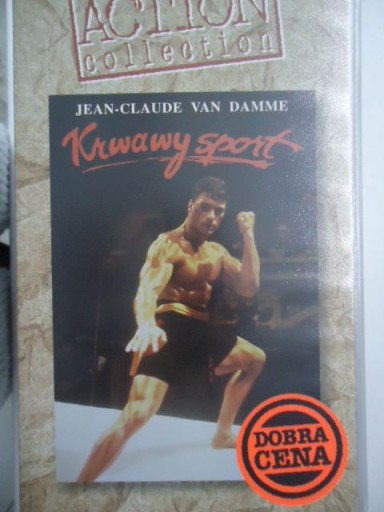 ACTION
Collection
JEAN-CLAUDE VAN DAMME
Krwawy sport
DOBRA
CENA